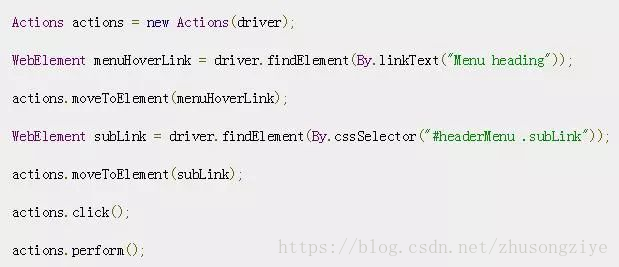 Actions actions = new Actions(driver);
WebElement menuHoverLink = driver.findElement(By.linkText("Menu heading"));
actions.moveToElement(menuHoverLink);
WebElement subLink = driver.findElement(By.cssSelector("#headerMenu .subLink"));
actions.moveToElement(subLink);
actions.click();
actions.perform();
https://blog.csdn.net/zhusongziye